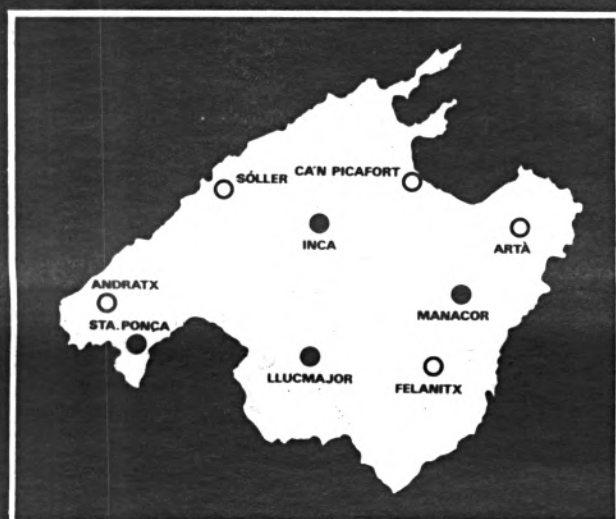 SÓLLER
CA'N PICAFORT
INCA
ARTÀ
ANDRATX
MANACOR
STA. PONÇA
LLUCMAJOR
FELANITX